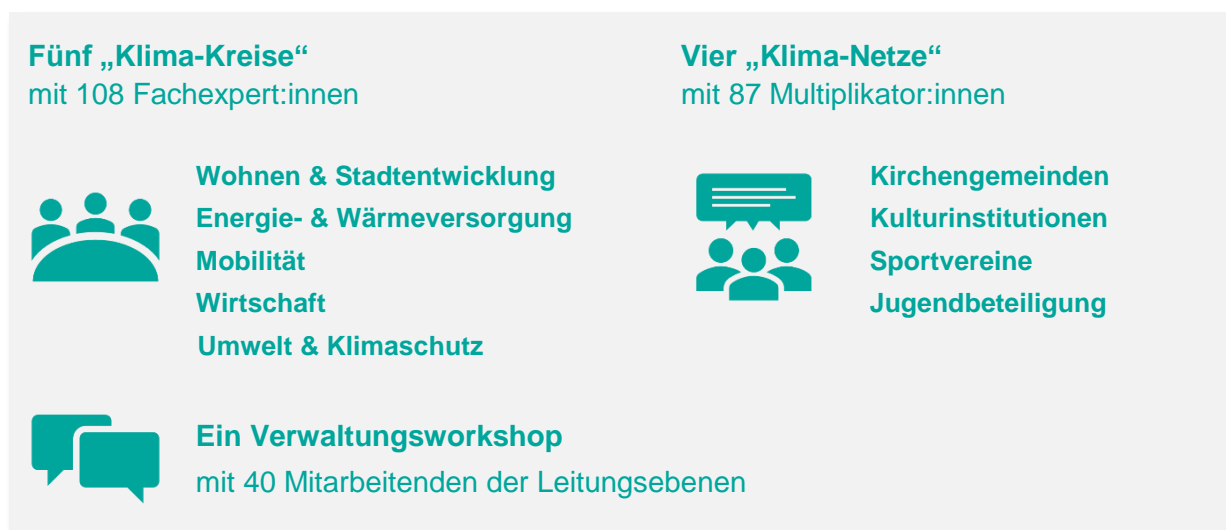 Fünf „Klima-Kreise“
mit 108 Fachexpert:innen
Wohnen & Stadtentwicklung
Energie- & Wärmeversorgung
Mobilität
Wirtschaft
Umwelt & Klimaschutz
Vier „Klima-Netze“
mit 87 Multiplikator:innen
Kirchengemeinden
Kulturinstitutionen
Sportvereine
Jugendbeteiligung
Ein Verwaltungsworkshop
mit 40 Mitarbeitenden der Leitungsebenen